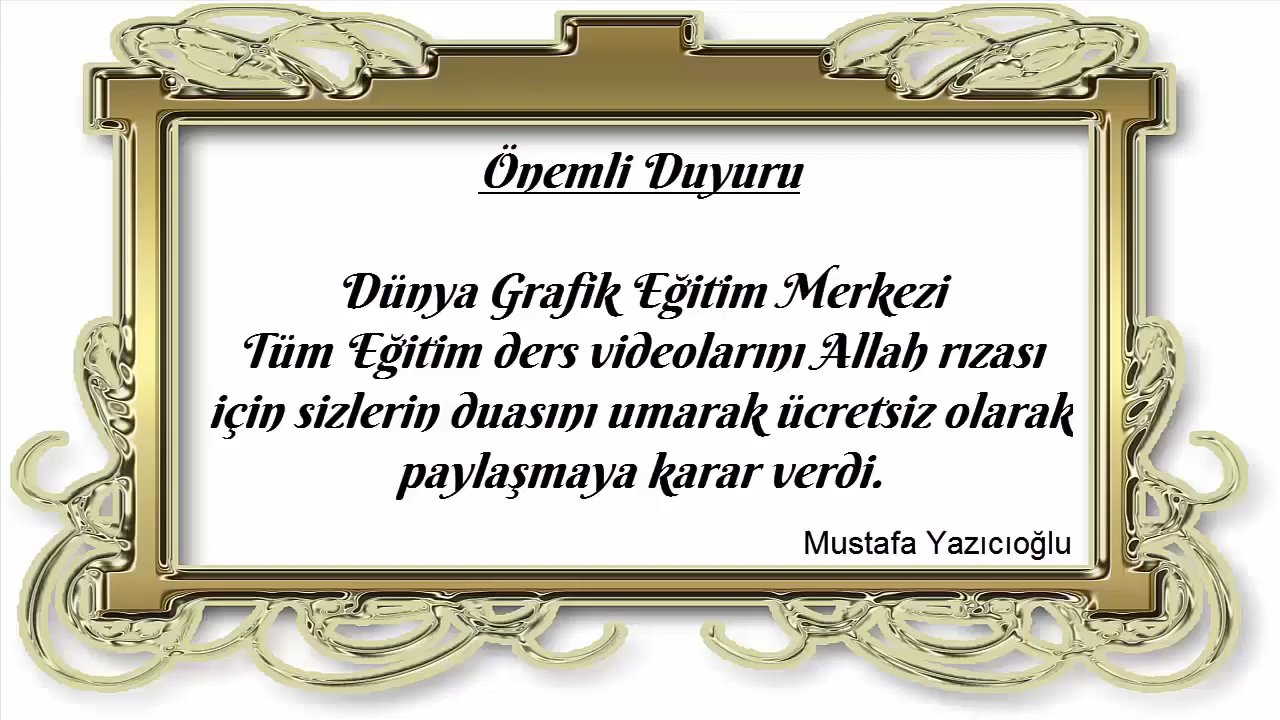 Önemli Duyuru
Dünya Grafik Eğitim Merkezi
Tüm Eğitim ders videolarını Allah rızası
için sizlerin duasını umarak ücretsiz olarak
paylaşmaya karar verdi.
Mustafa Yazıcıoğlu